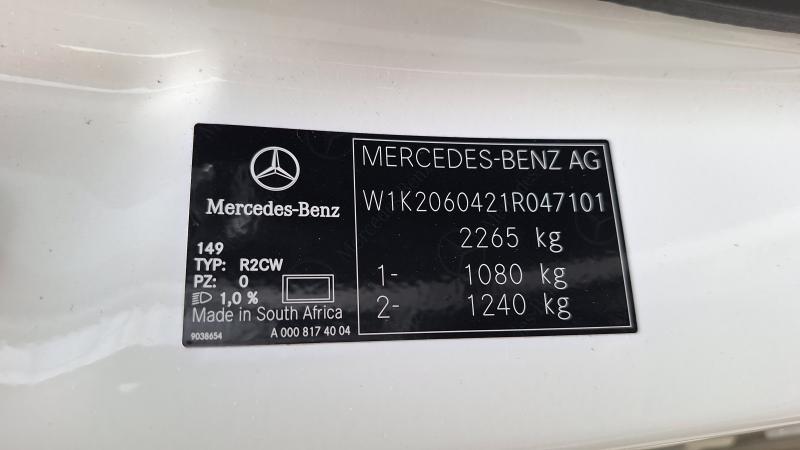 Mercedes-Benz
149
TYP: R2CW
PZ: 0
1,0 %
Made in South Africa
9038654 A 000 817 40 04
MERCEDES-BENZ AG
W1K2060421R047101
2265 kg
1- 1080 kg
2- 1240 kg